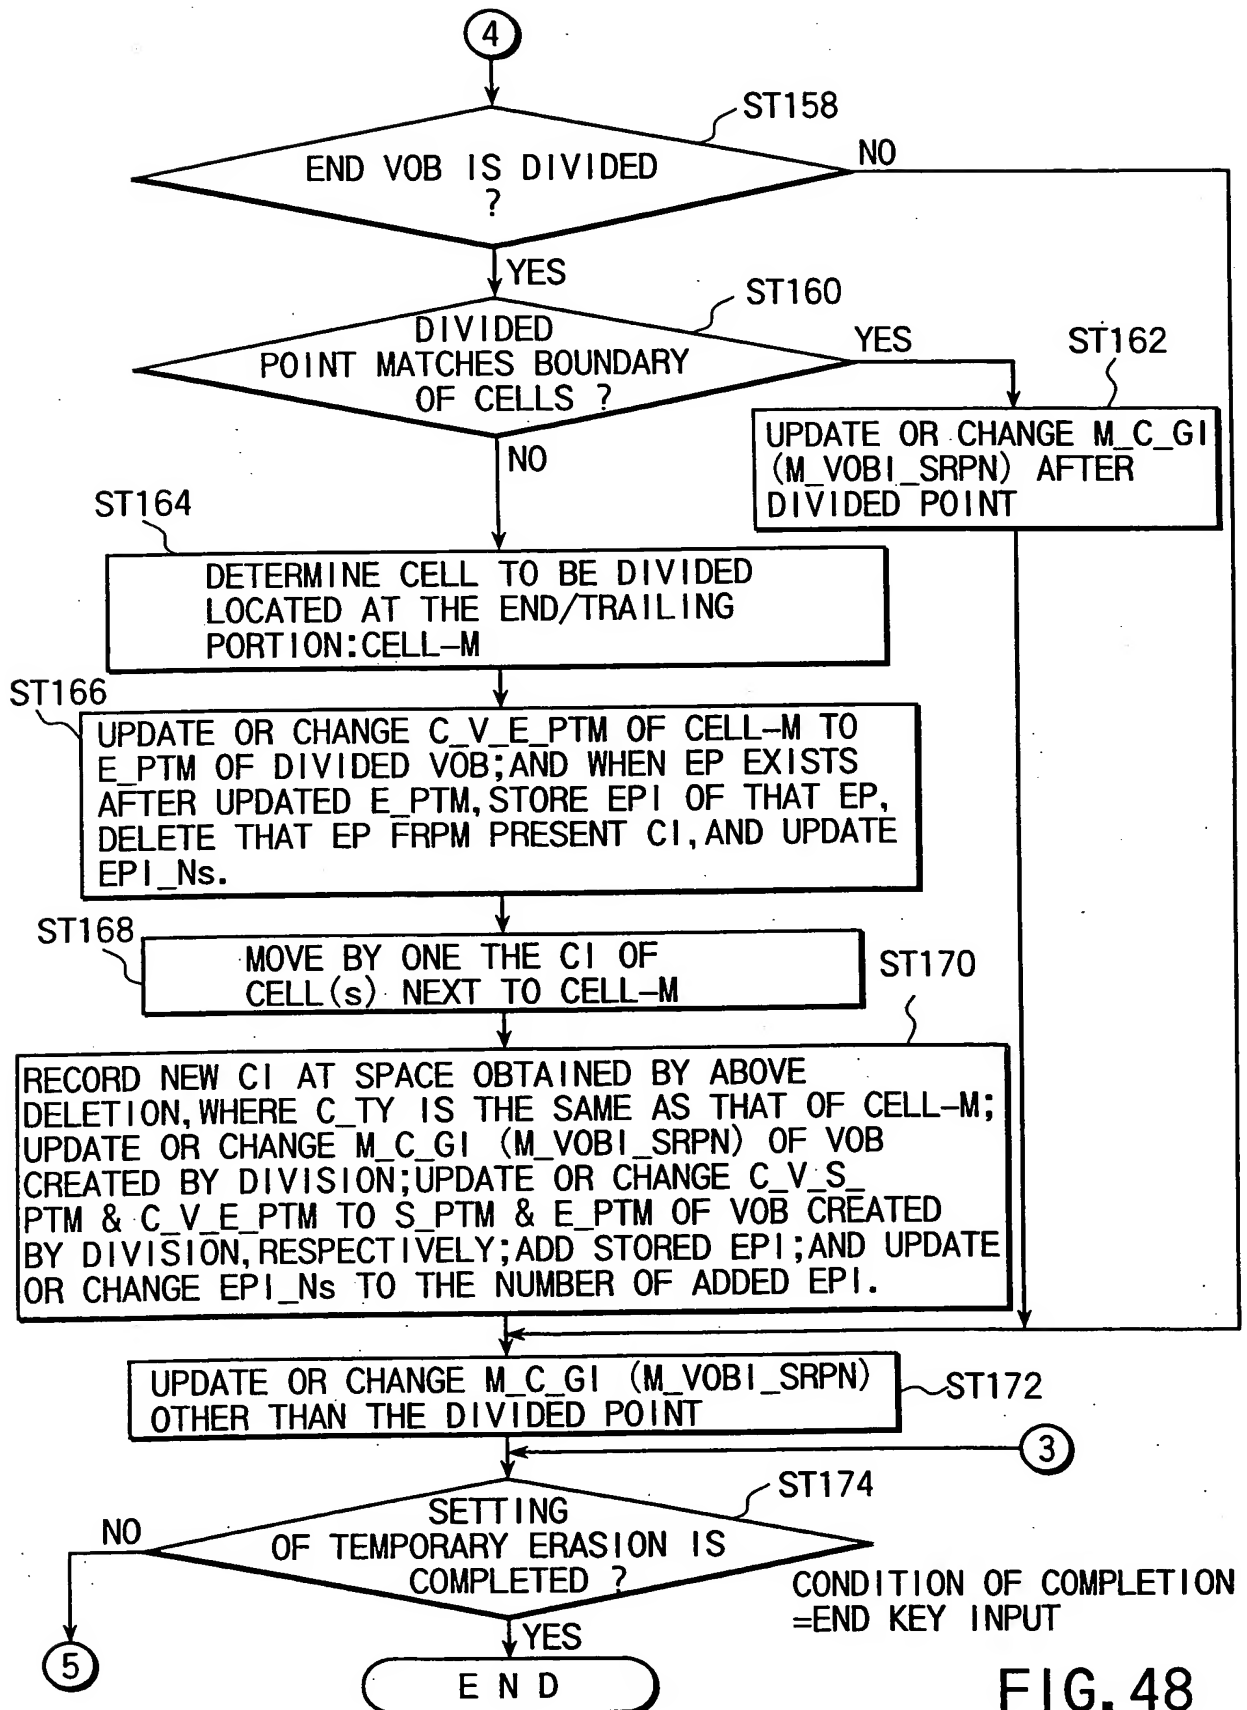 4
ST158
END VOB IS DIVIDED
?
NO
YES
ST160
DIVIDED
POINT MATCHES BOUNDARY
OF CELLS ?
YES
ST162
UPDATE OR CHANGE M_C_GI
(M_VOBI_SRPN) AFTER
DIVIDED POINT
NO
ST164
DETERMINE CELL TO BE DIVIDED
LOCATED AT THE END/TRAILING
PORTION:CELL-M
ST166
UPDATE OR CHANGE C_V_E_PTM OF CELL-M TO
E_PTM OF DIVIDED VOB;AND WHEN EP EXISTS
AFTER UPDATED E_PTM,STORE EPI OF THAT EP,
DELETE THAT EP FRPM PRESENT CI,AND UPDATE
EPI_Ns.
ST168
MOVE BY ONE THE CI OF
CELL(s) NEXT TO CELL-M
ST170
RECORD NEW CI AT SPACE OBTAINED BY ABOVE
DELETION,WHERE C_TY IS THE SAME AS THAT OF CELL-M;
UPDATE OR CHANGE M_C_GI (M_VOBI_SRPN) OF VOB
CREATED BY DIVISION;UPDATE OR CHANGE C_V_S_
PTM & C_V_E_PTM TO S_PTM & E_PTM OF VOB CREATED
BY DIVISION,RESPECTIVELY;ADD STORED EPI;AND UPDATE
OR CHANGE EPI_Ns TO THE NUMBER OF ADDED EPI.
UPDATE OR CHANGE M_C_GI (M_VOBI_SRPN)
OTHER THAN THE DIVIDED POINT
ST172
3
ST174
SETTING
OF TEMPORARY ERASION IS
COMPLETED ?
NO
CONDITION OF COMPLETION
=END KEY INPUT
YES
5
END
FIG. 48